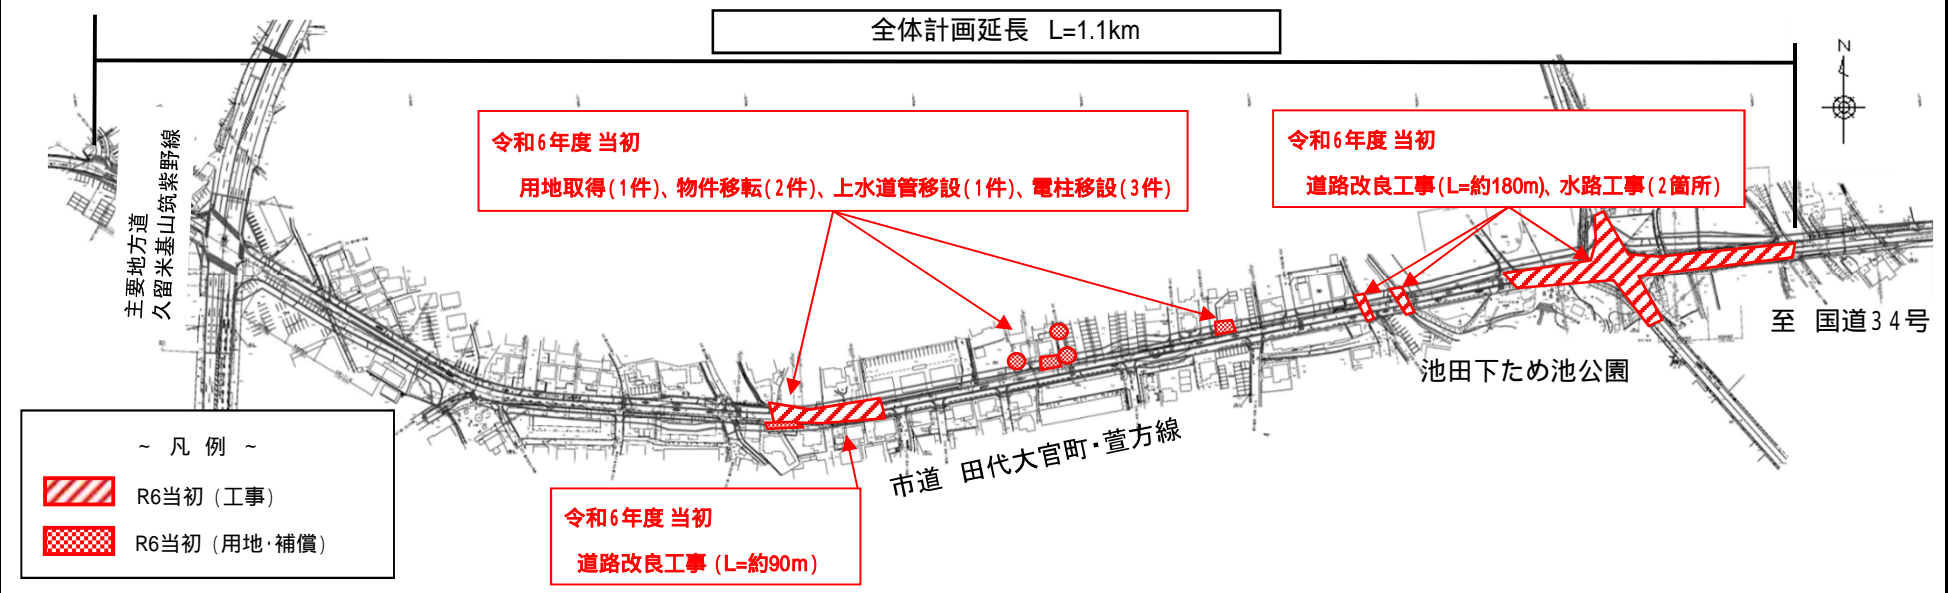 全体計画延長 L=1.1km
N
令和6年度 当初
用地取得(1件)、物件移転(2件)、上水道管移設(1件)、電柱移設(3件)
令和6年度 当初
道路改良工事(L=約180m)、水路工事(2箇所)
主要地方道
久留米基山筑紫野線
至 国道34号
池田下ため池公園
市道 田代大官町・萱方線
~ 凡 例 ~
R6当初 (工事)
R6当初 (用地・補償)
令和6年度 当初
道路改良工事 (L=約90m)